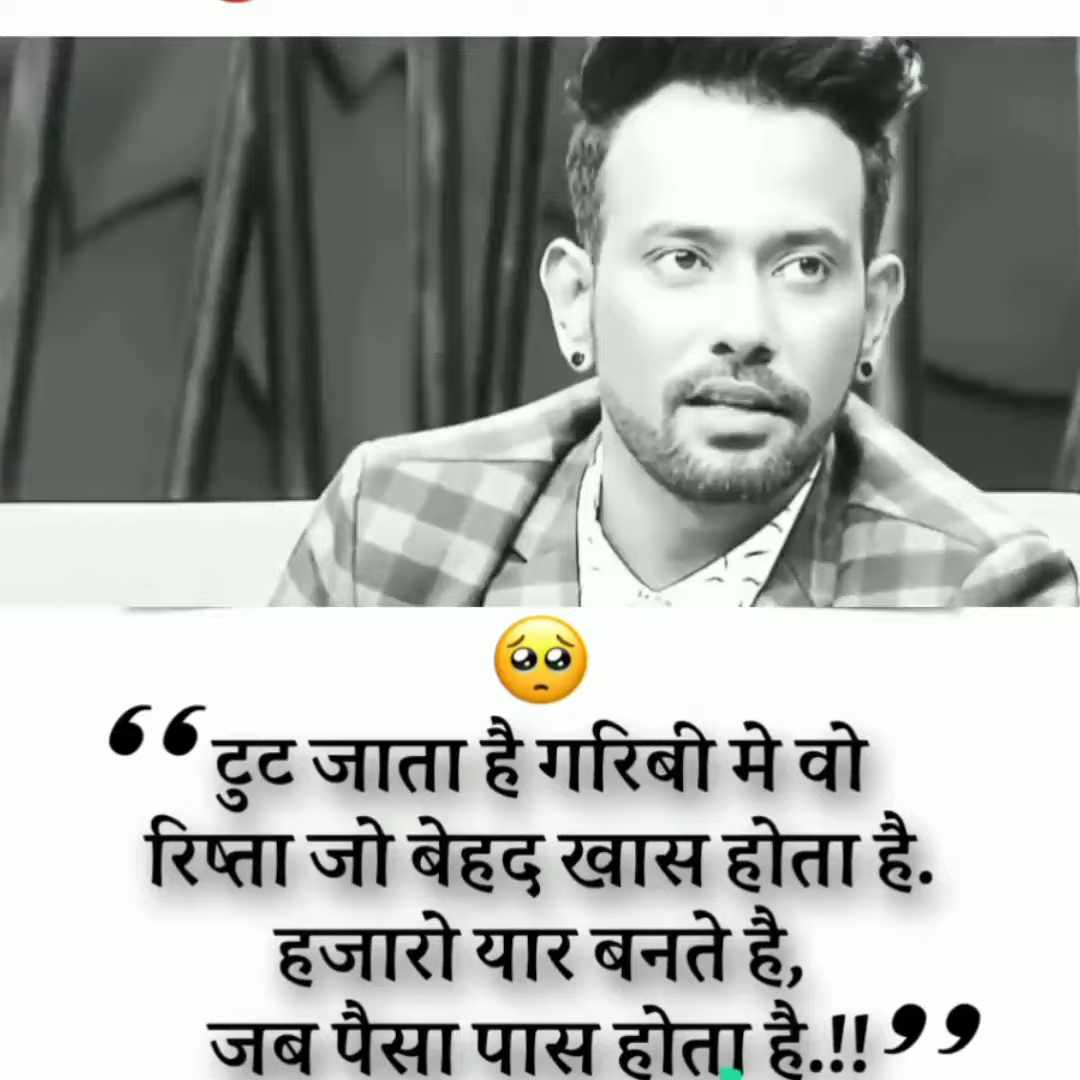 “टुट जाता है गरिबी मे वो
रिष्ता जो बेहद खास होता है.
हजारो यार बनते है,
जब पैसा पास होता है.!!”